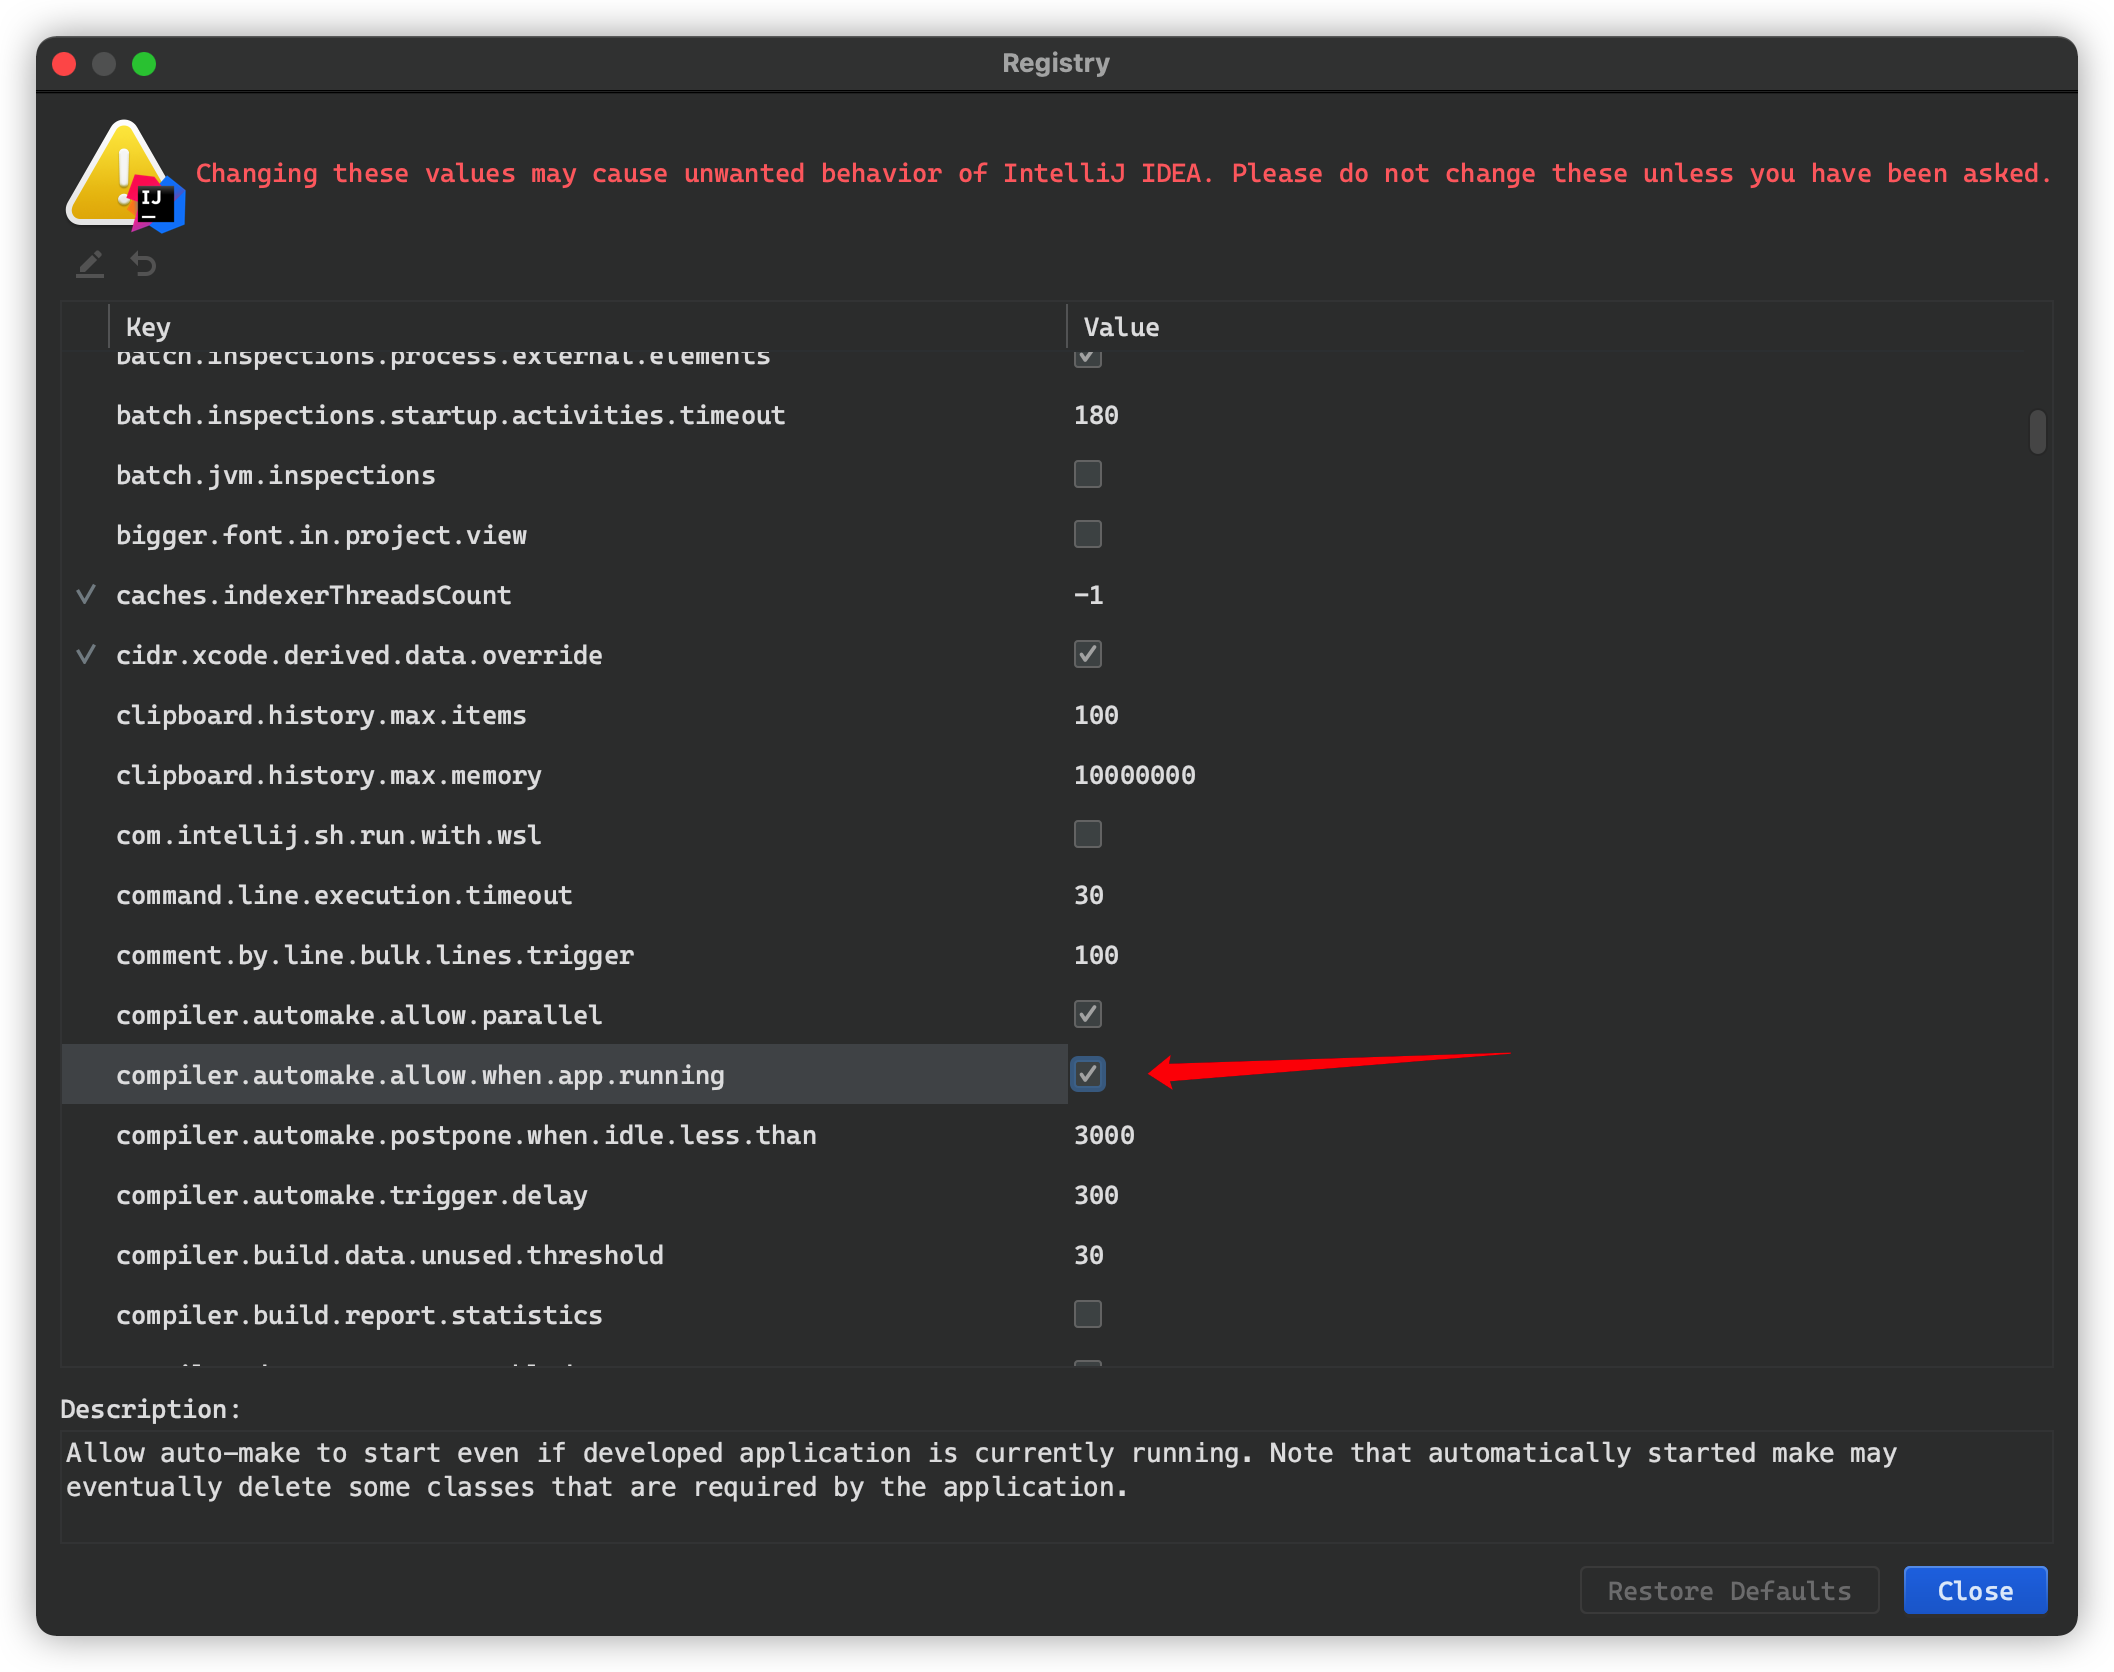 Registry
Changing these values may cause unwanted behavior of IntelliJ IDEA. Please do not change these unless you have been asked.
IJ
Key Value
batch.inspections.process.external.elements
batch.inspections.startup.activities.timeout 180
batch.jvm.inspections
bigger.font.in.project.view
caches.indexerThreadsCount -1
cidr.xcode.derived.data.override
clipboard.history.max.items 100
clipboard.history.max.memory 10000000
com.intellij.sh.run.with.wsl
command.line.execution.timeout 30
comment.by.line.bulk.lines.trigger 100
compiler.automake.allow.parallel
compiler.automake.allow.when.app.running
compiler.automake.postpone.when.idle.less.than 3000
compiler.automake.trigger.delay 300
compiler.build.data.unused.threshold 30
compiler.build.report.statistics
Description:
Allow auto-make to start even if developed application is currently running. Note that automatically started make may
eventually delete some classes that are required by the application.
Restore Defaults Close